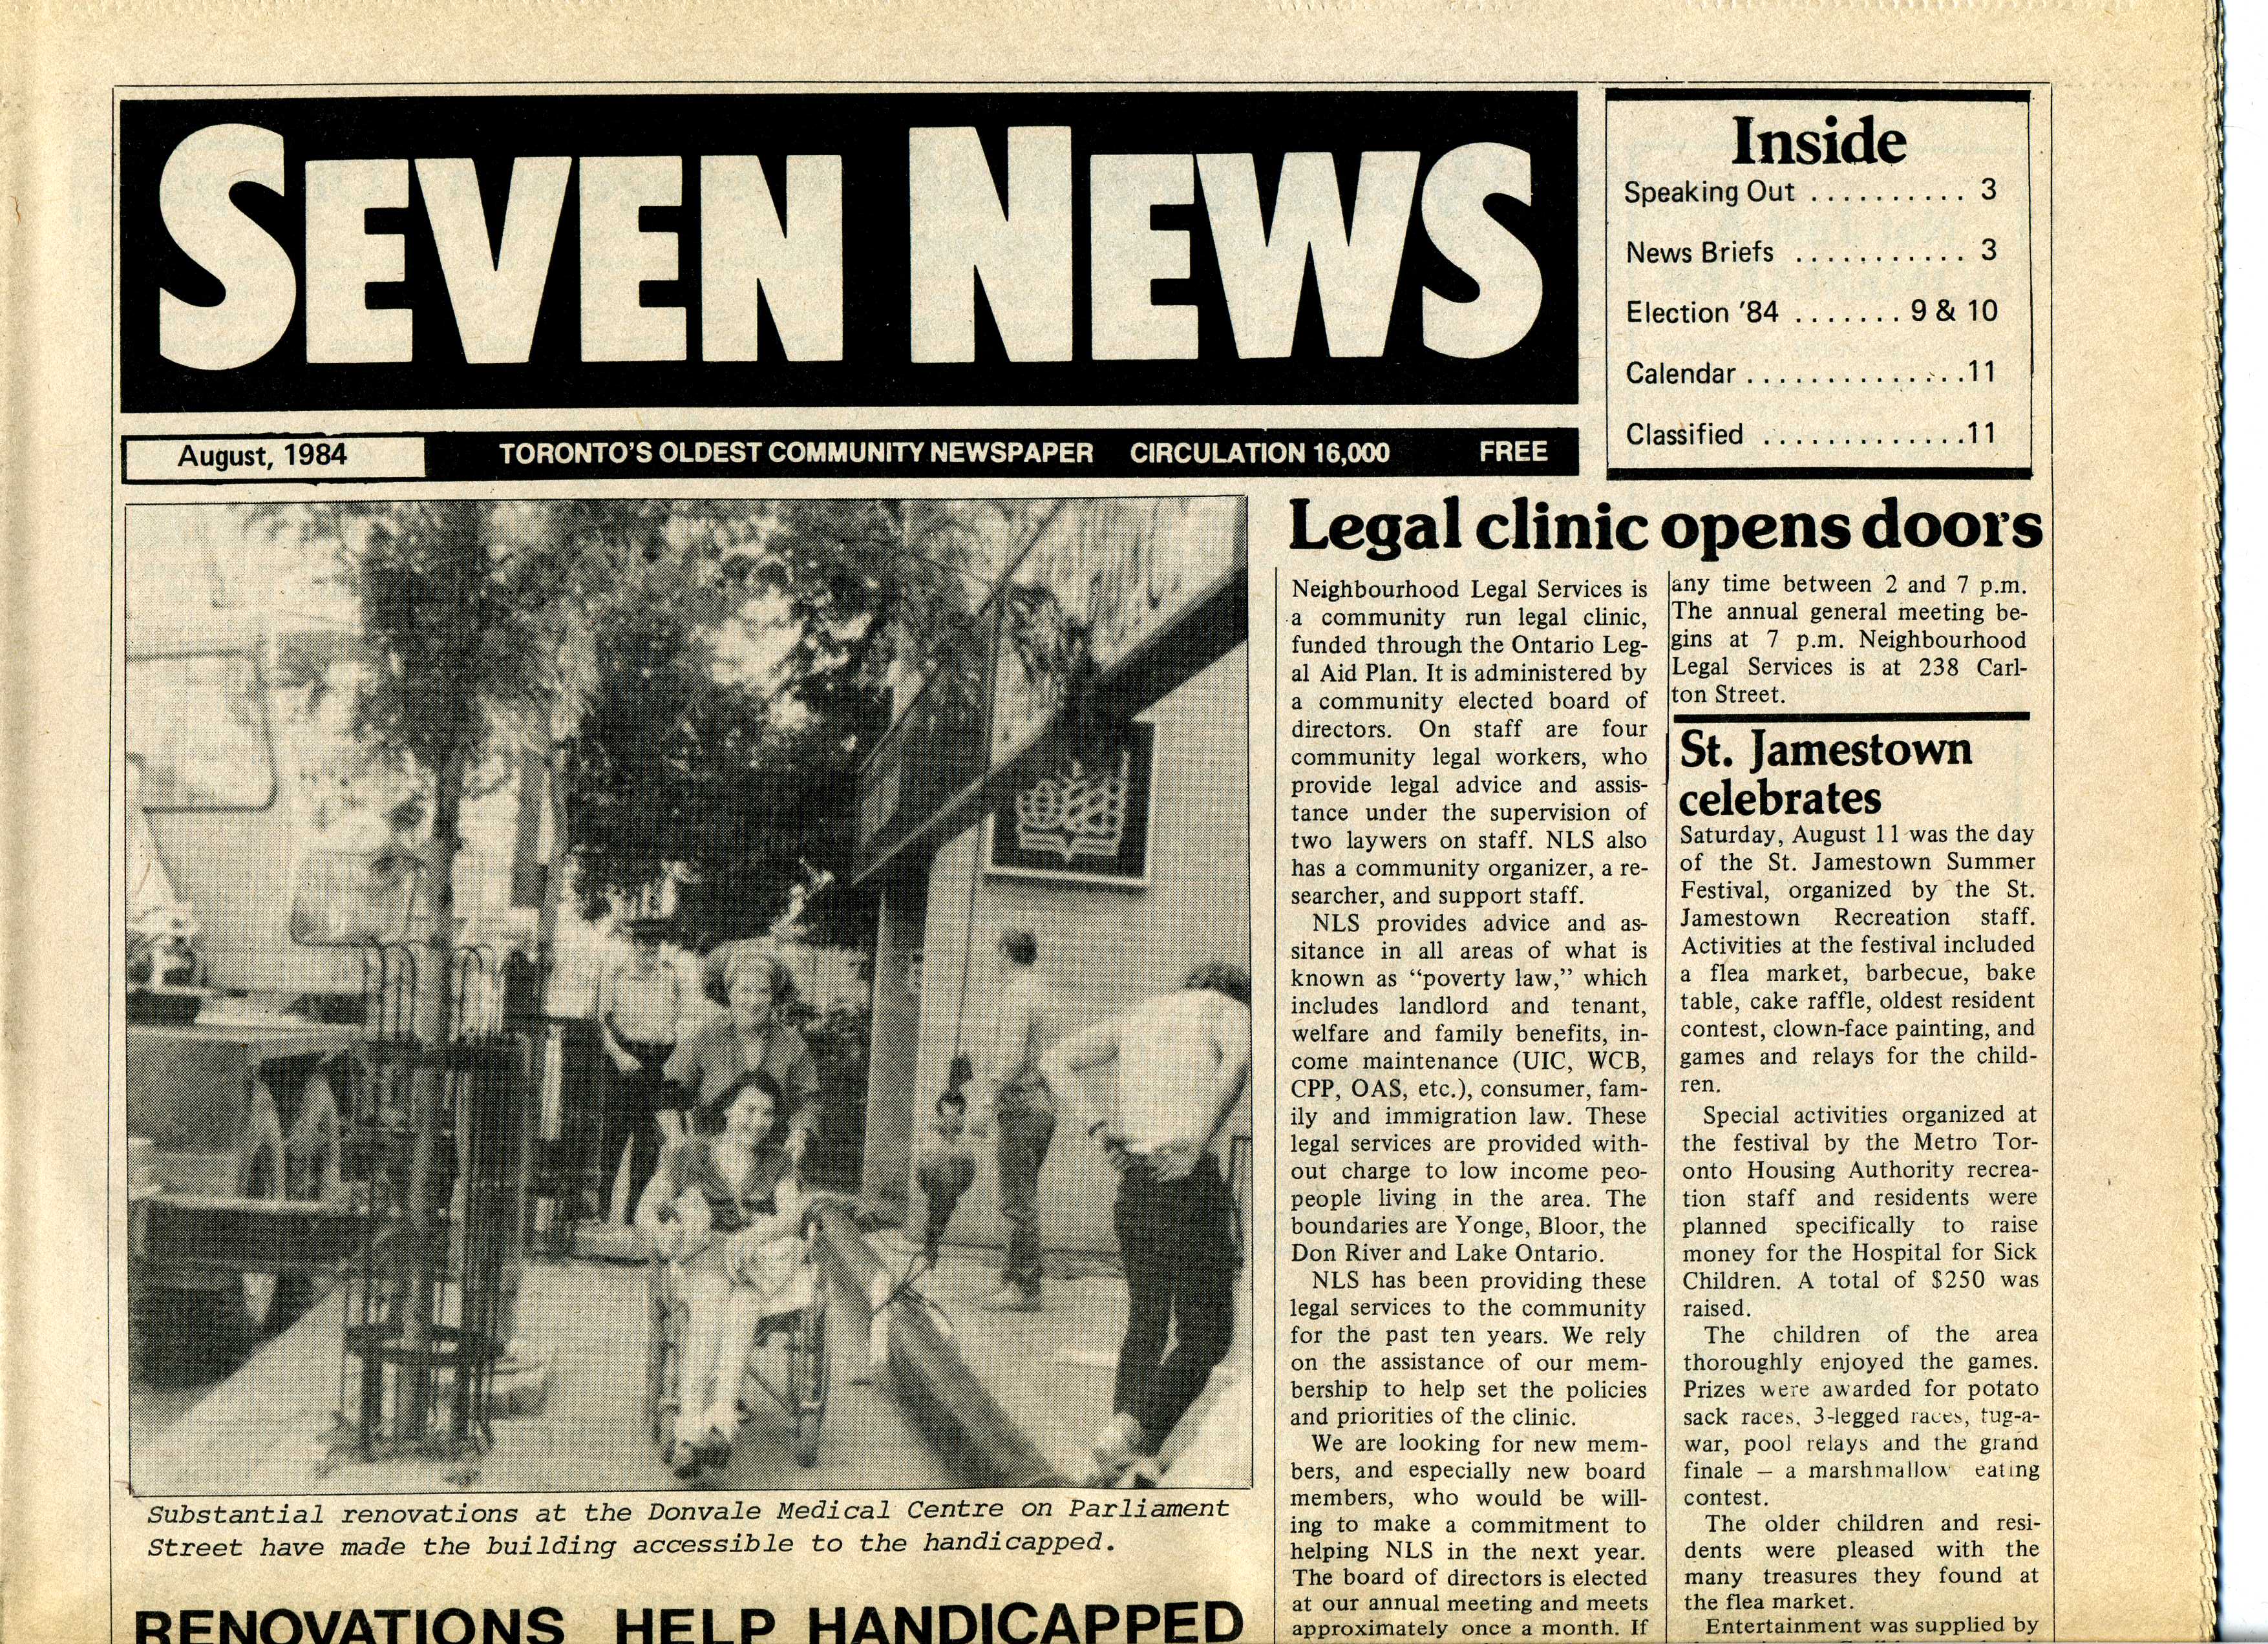 SEVEN NEWS
August, 1984
TORONTO'S OLDEST COMMUNITY NEWSPAPER CIRCULATION 16,000 FREE
Inside
Speaking Out .......... 3
News Briefs ........... 3
Election '84 ....... 9 & 10
Calendar ..............11
Classified .............11
Substantial renovations at the Donvale Medical Centre on Parliament
Street have made the building accessible to the handicapped.
RENOVATIONS HELP HANDICAPPED
Legal clinic opens doors
Neighbourhood Legal Services is
a community run legal clinic,
funded through the Ontario Leg-
al Aid Plan. It is administered by
a community elected board of
directors. On staff are four
community legal workers, who
provide legal advice and assis-
tance under the supervision of
two laywers on staff. NLS also
has a community organizer, a re-
searcher, and support staff.
NLS provides advice and as-
sitance in all areas of what is
known as "poverty law," which
includes landlord and tenant,
welfare and family benefits, in-
come maintenance (UIC, WCB,
CPP, OAS, etc.), consumer, fam-
ily and immigration law. These
legal services are provided with-
out charge to low income peo-
people living in the area. The
boundaries are Yonge, Bloor, the
Don River and Lake Ontario.
NLS has been providing these
legal services to the community
for the past ten years. We rely
on the assistance of our mem-
bership to help set the policies
and priorities of the clinic.
We are looking for new mem-
bers, and especially new board
members, who would be will-
ing to make a commitment to
helping NLS in the next year.
The board of directors is elected
at our annual meeting and meets
approximately once a month. If
any time between 2 and 7 p.m.
The annual general meeting be-
gins at 7 p.m. Neighbourhood
Legal Services is at 238 Carl-
ton Street.
St. Jamestown
celebrates
Saturday, August 11 was the day
of the St. Jamestown Summer
Festival, organized by the St.
Jamestown Recreation staff.
Activities at the festival included
a flea market, barbecue, bake
table, cake raffle, oldest resident
contest, clown-face painting, and
games and relays for the child-
ren.
Special activities organized at
the festival by the Metro Tor-
onto Housing Authority recrea-
tion staff and residents were
planned specifically to raise
money for the Hospital for Sick
Children. A total of $250 was
raised.
The children of the area
thoroughly enjoyed the games.
Prizes were awarded for potato
sack races, 3-legged races, tug-a-
war, pool relays and the grand
finale — a marshmallow eating
contest.
The older children and resi-
dents were pleased with the
many treasures they found at
the flea market.
Entertainment was supplied by